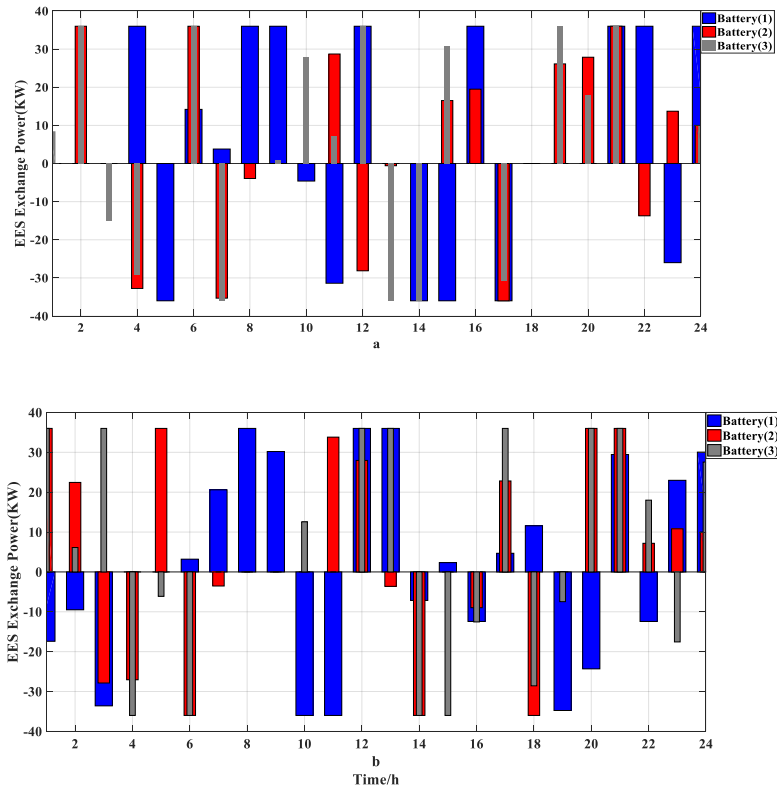 40
30
20
10
0
-10
-20
-30
-40
EES Exchange Power(KW)
2 4 6 8 10 12 14 16 18 20 22 24
a
Battery(1)
Battery(2)
Battery(3)
40
30
20
10
0
-10
-20
-30
-40
EES Exchange Power(KW)
2 4 6 8 10 12 14 16 18 20 22 24
b
Time/h
Battery(1)
Battery(2)
Battery(3)